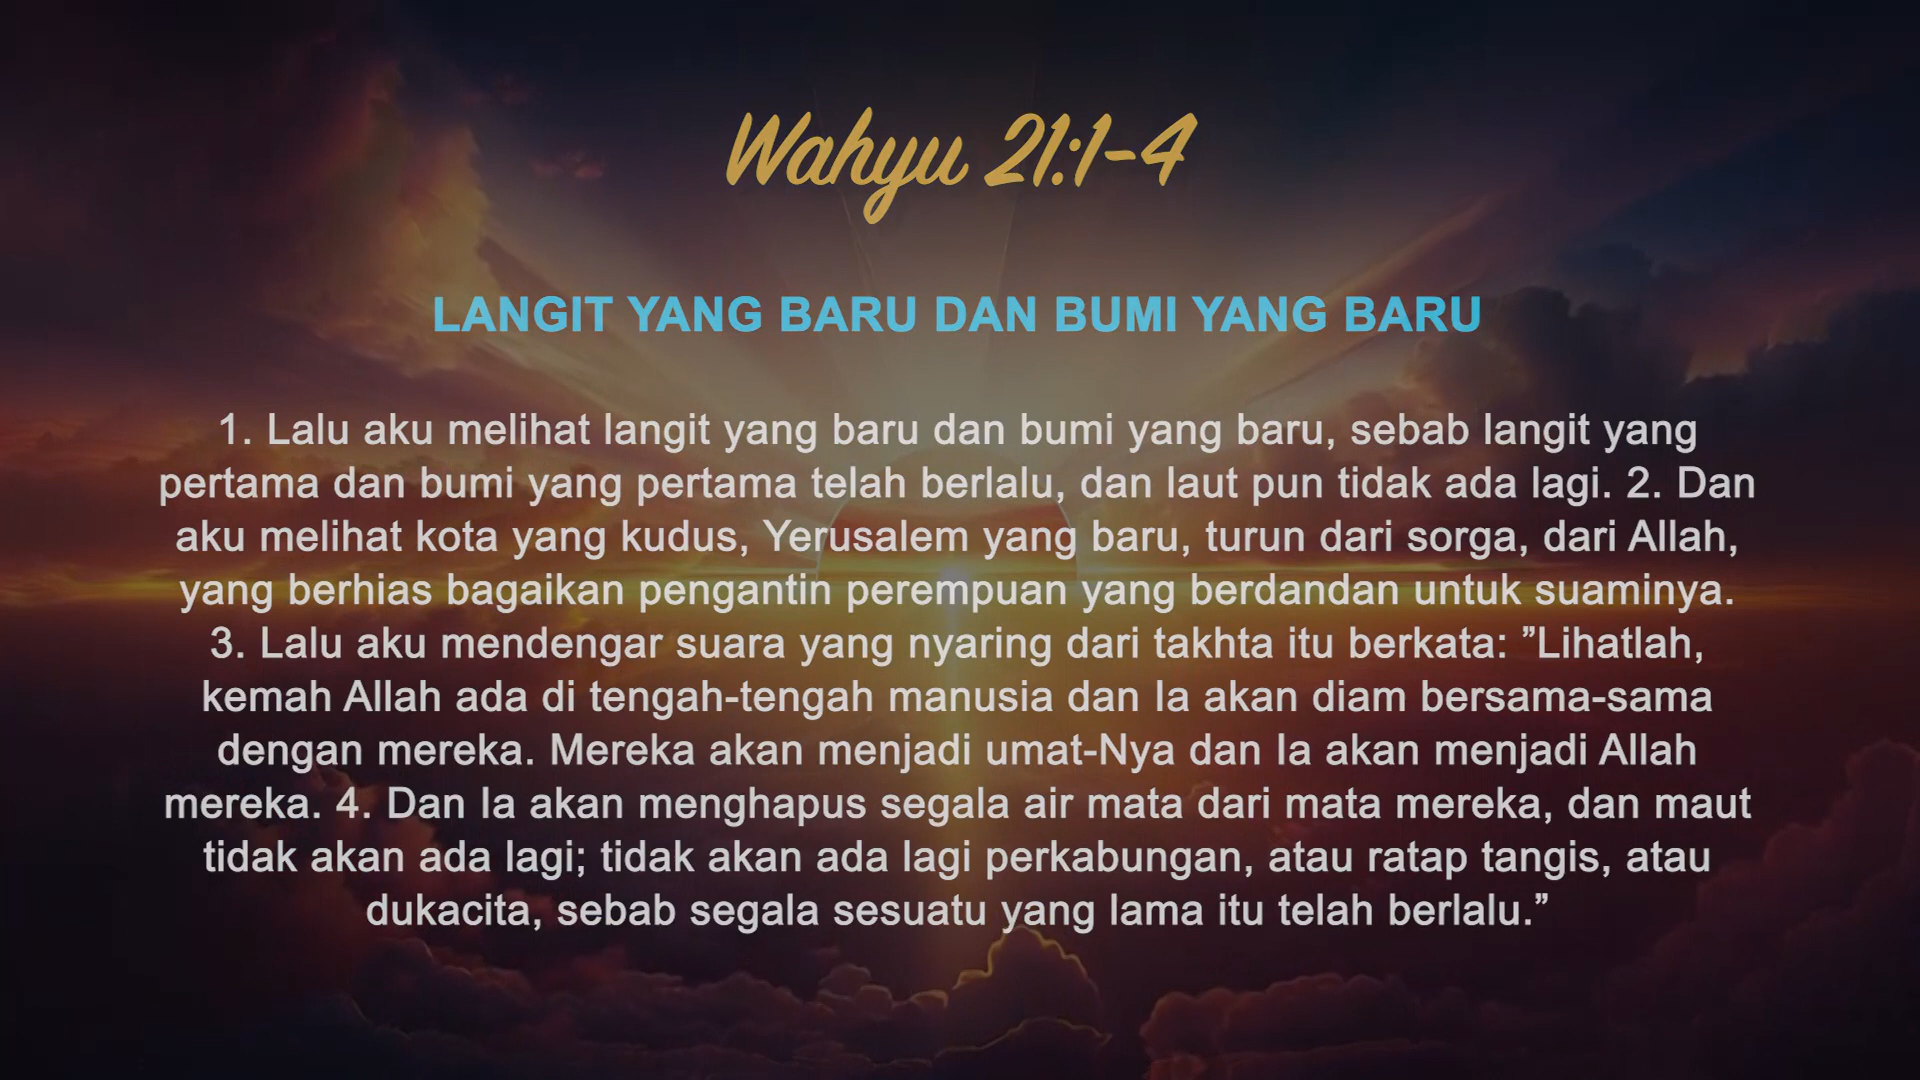 Wahyu 21:1-4
LANGIT YANG BARU DAN BUMI YANG BARU
1. Lalu aku melihat langit yang baru dan bumi yang baru, sebab langit yang
pertama dan bumi yang pertama telah berlalu, dan laut pun tidak ada lagi. 2. Dan
aku melihat kota yang kudus, Yerusalem yang baru, turun dari sorga, dari Allah,
yang berhias bagaikan pengantin perempuan yang berdandan untuk suaminya.
3. Lalu aku mendengar suara yang nyaring dari takhta itu berkata: ”Lihatlah,
kemah Allah ada di tengah-tengah manusia dan Ia akan diam bersama-sama
dengan mereka. Mereka akan menjadi umat-Nya dan Ia akan menjadi Allah
mereka. 4. Dan Ia akan menghapus segala air mata dari mata mereka, dan maut
tidak akan ada lagi; tidak akan ada lagi perkabungan, atau ratap tangis, atau
dukacita, sebab segala sesuatu yang lama itu telah berlalu.”